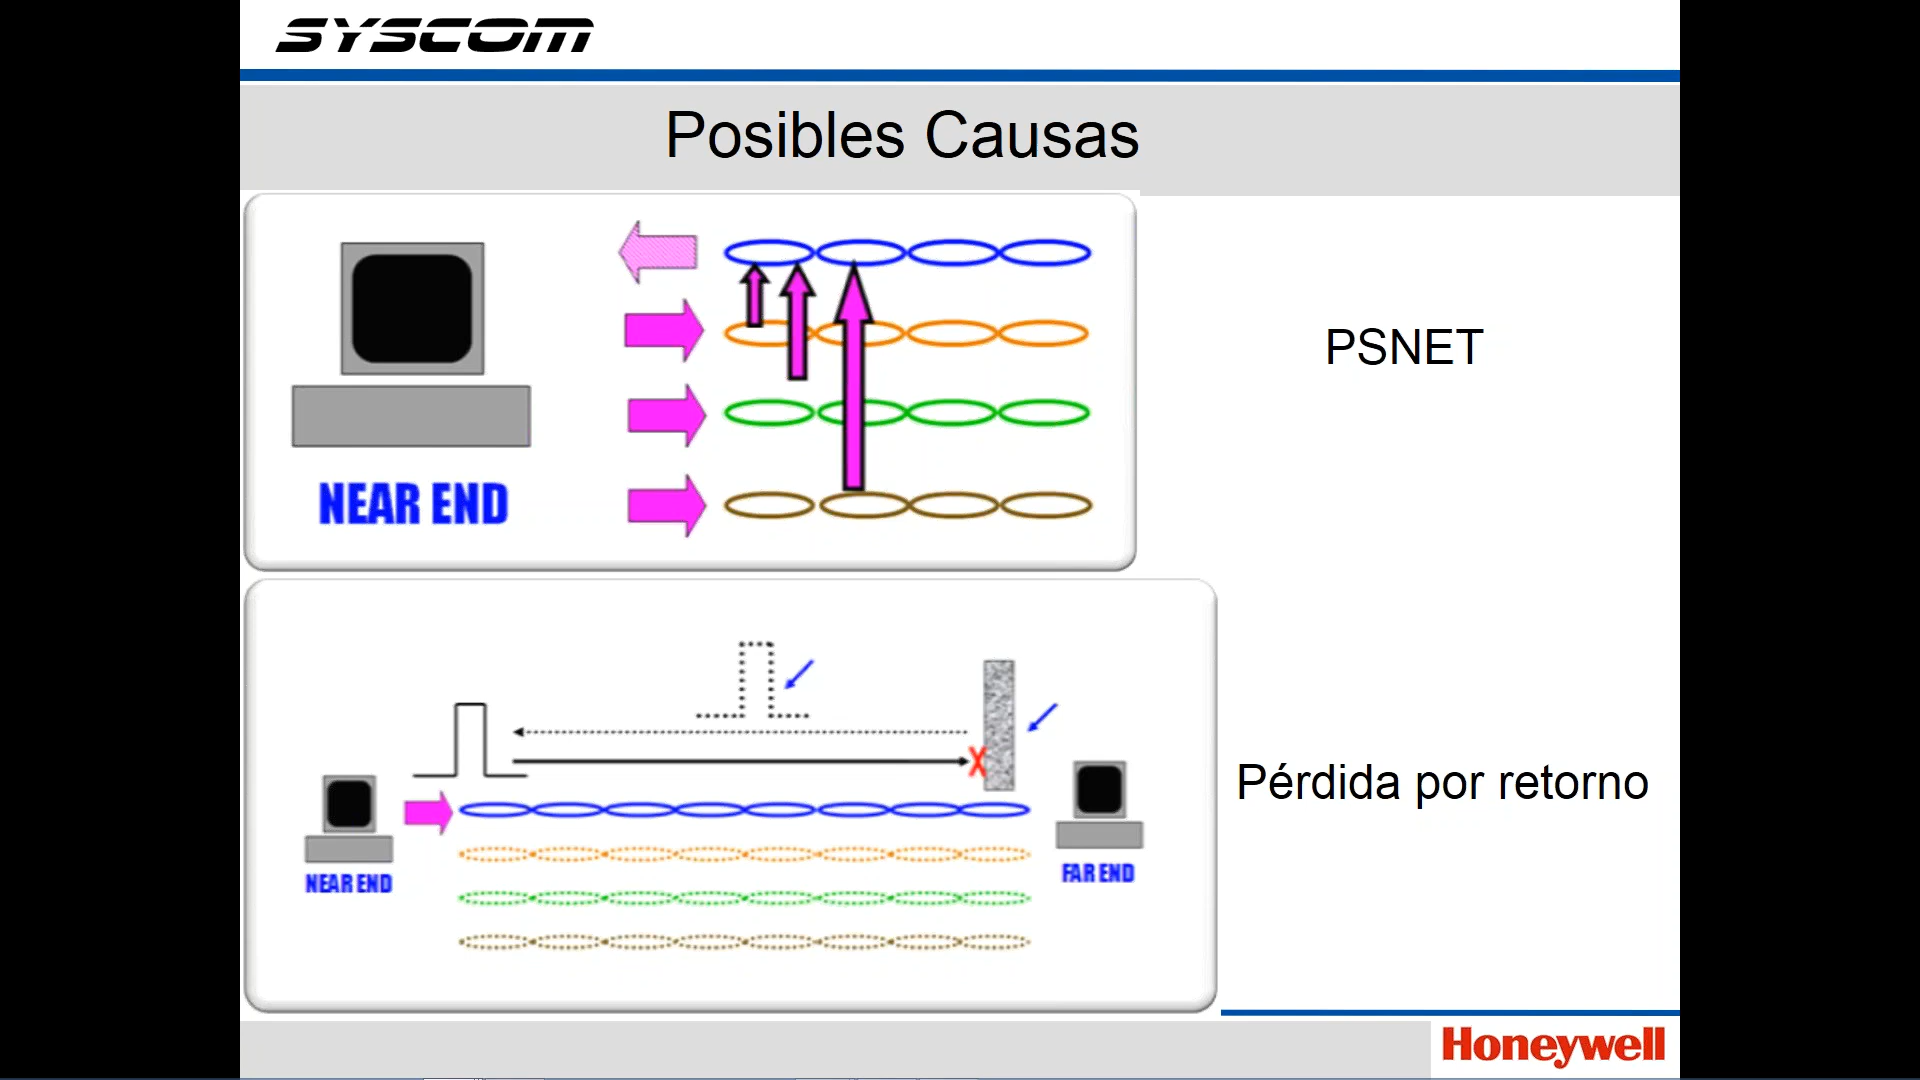 SYSCOM
Posibles Causas
PSNET
NEAR END
Pérdida por retorno
NEAR END
FAR END
Honeywell